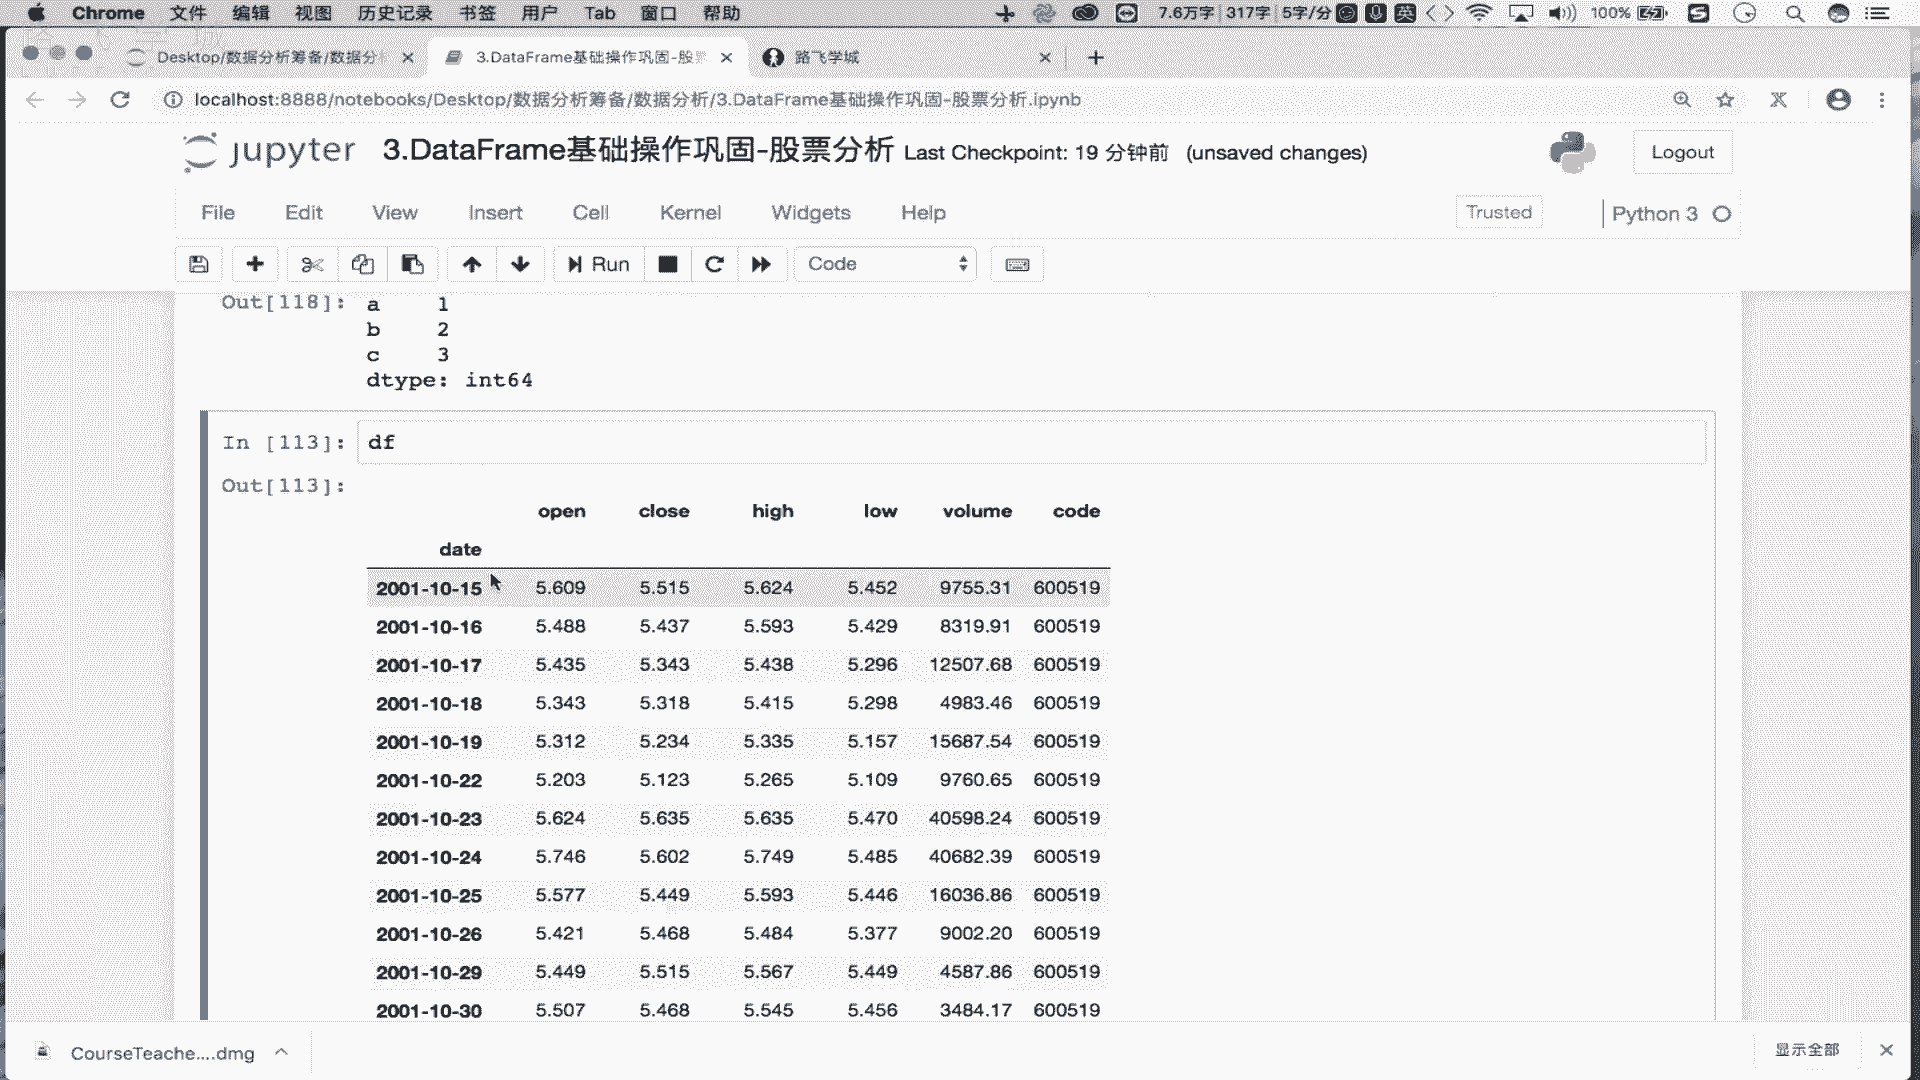 Chrome 文件 编辑 视图 历史记录 书签 用户 Tab 窗口 帮助 7.6万字 317字 5字/分 英 100%
Desktop/数据分析筹备/数据分析 3.DataFrame基础操作巩固-股票 路飞学城
localhost:8888/notebooks/Desktop/数据分析筹备/数据分析/3.DataFrame基础操作巩固-股票分析.ipynb
jupyter 3.DataFrame基础操作巩固-股票分析 Last Checkpoint: 19 分钟前 (unsaved changes) Logout
File Edit View Insert Cell Kernel Widgets Help Trusted Python 3
Run Code
Out[118]: a 1
b 2
c 3
dtype: int64
In [113]: df
Out[113]:
open close high low volume code
date
2001-10-15 5.609 5.515 5.624 5.452 9755.31 600519
2001-10-16 5.488 5.437 5.593 5.429 8319.91 600519
2001-10-17 5.435 5.343 5.438 5.296 12507.68 600519
2001-10-18 5.343 5.318 5.415 5.298 4983.46 600519
2001-10-19 5.312 5.234 5.335 5.157 15687.54 600519
2001-10-22 5.203 5.123 5.265 5.109 9760.65 600519
2001-10-23 5.624 5.635 5.635 5.470 40598.24 600519
2001-10-24 5.746 5.602 5.749 5.485 40682.39 600519
2001-10-25 5.577 5.449 5.593 5.446 16036.86 600519
2001-10-26 5.421 5.468 5.484 5.377 9002.20 600519
2001-10-29 5.449 5.515 5.567 5.449 4587.86 600519
2001-10-30 5.507 5.468 5.545 5.456 3484.17 600519
CourseTeache....dmg 显示全部